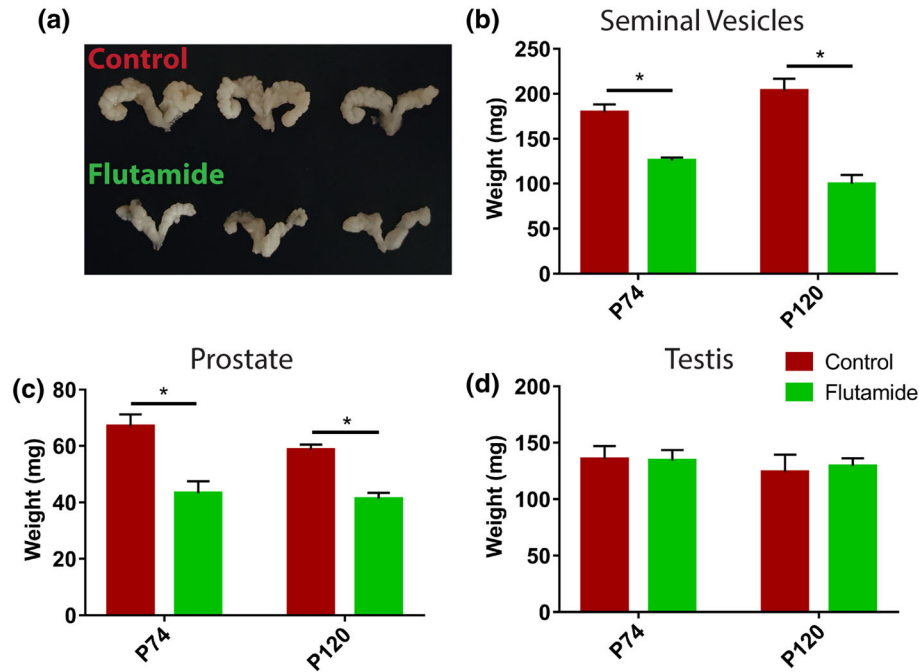 (a)
Control
Flutamide
(b)
Seminal Vesicles
Weight (mg)
250
200
150
100
50
0
*
*
P74
P120
(c)
Prostate
Weight (mg)
80
60
40
20
0
*
*
P74
P120
(d)
Testis
Control
Flutamide
Weight (mg)
200
150
100
50
0
P74
P120